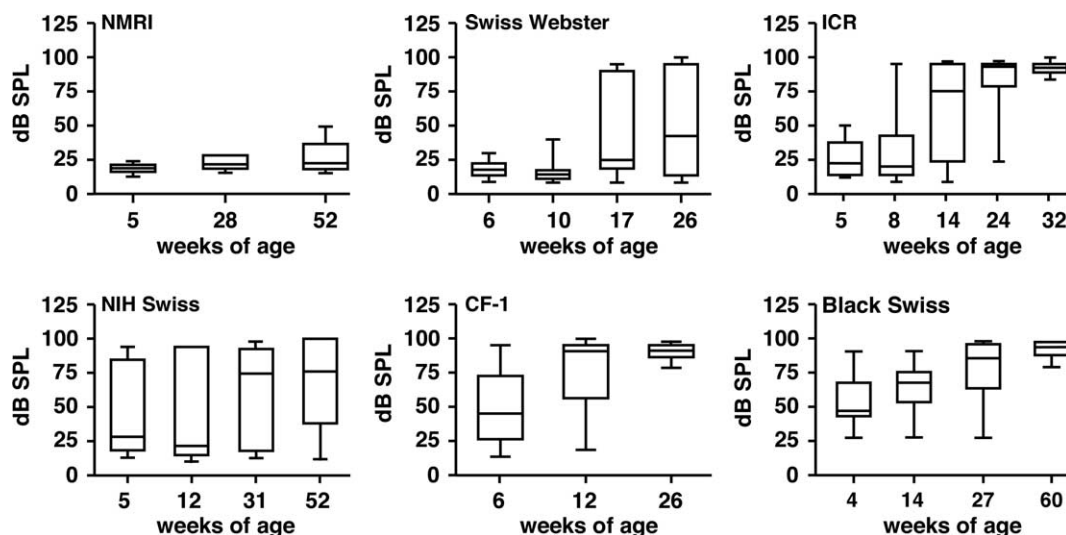 NMRI
125
100
75
50
25
0
dB SPL
5 28 52
weeks of age
Swiss Webster
125
100
75
50
25
0
dB SPL
6 10 17 26
weeks of age
ICR
125
100
75
50
25
0
dB SPL
5 8 14 24 32
weeks of age
NIH Swiss
125
100
75
50
25
0
dB SPL
5 12 31 52
weeks of age
CF-1
125
100
75
50
25
0
dB SPL
6 12 26
weeks of age
Black Swiss
125
100
75
50
25
0
dB SPL
4 14 27 60
weeks of age